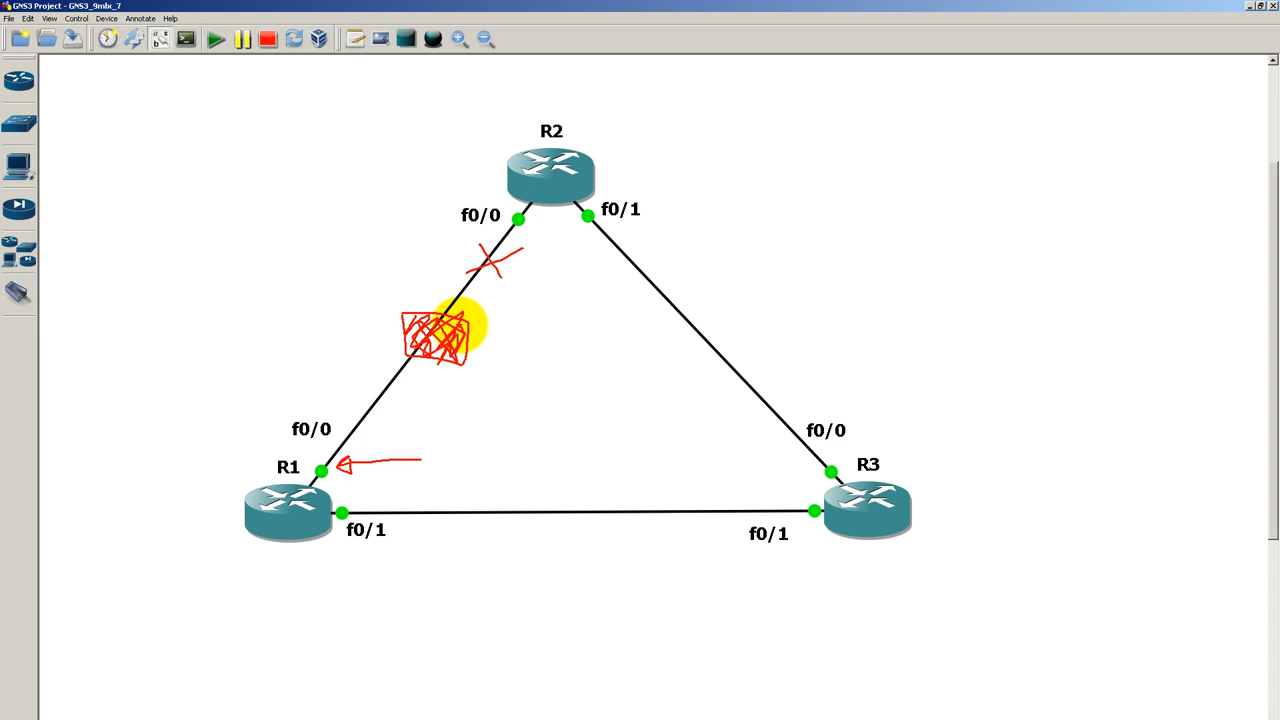 GNS3 Project - GNS3_9mlx_7
File Edit View Control Device Annotate Help
R2
f0/0
f0/1
f0/0
f0/0
R1
R3
f0/1
f0/1